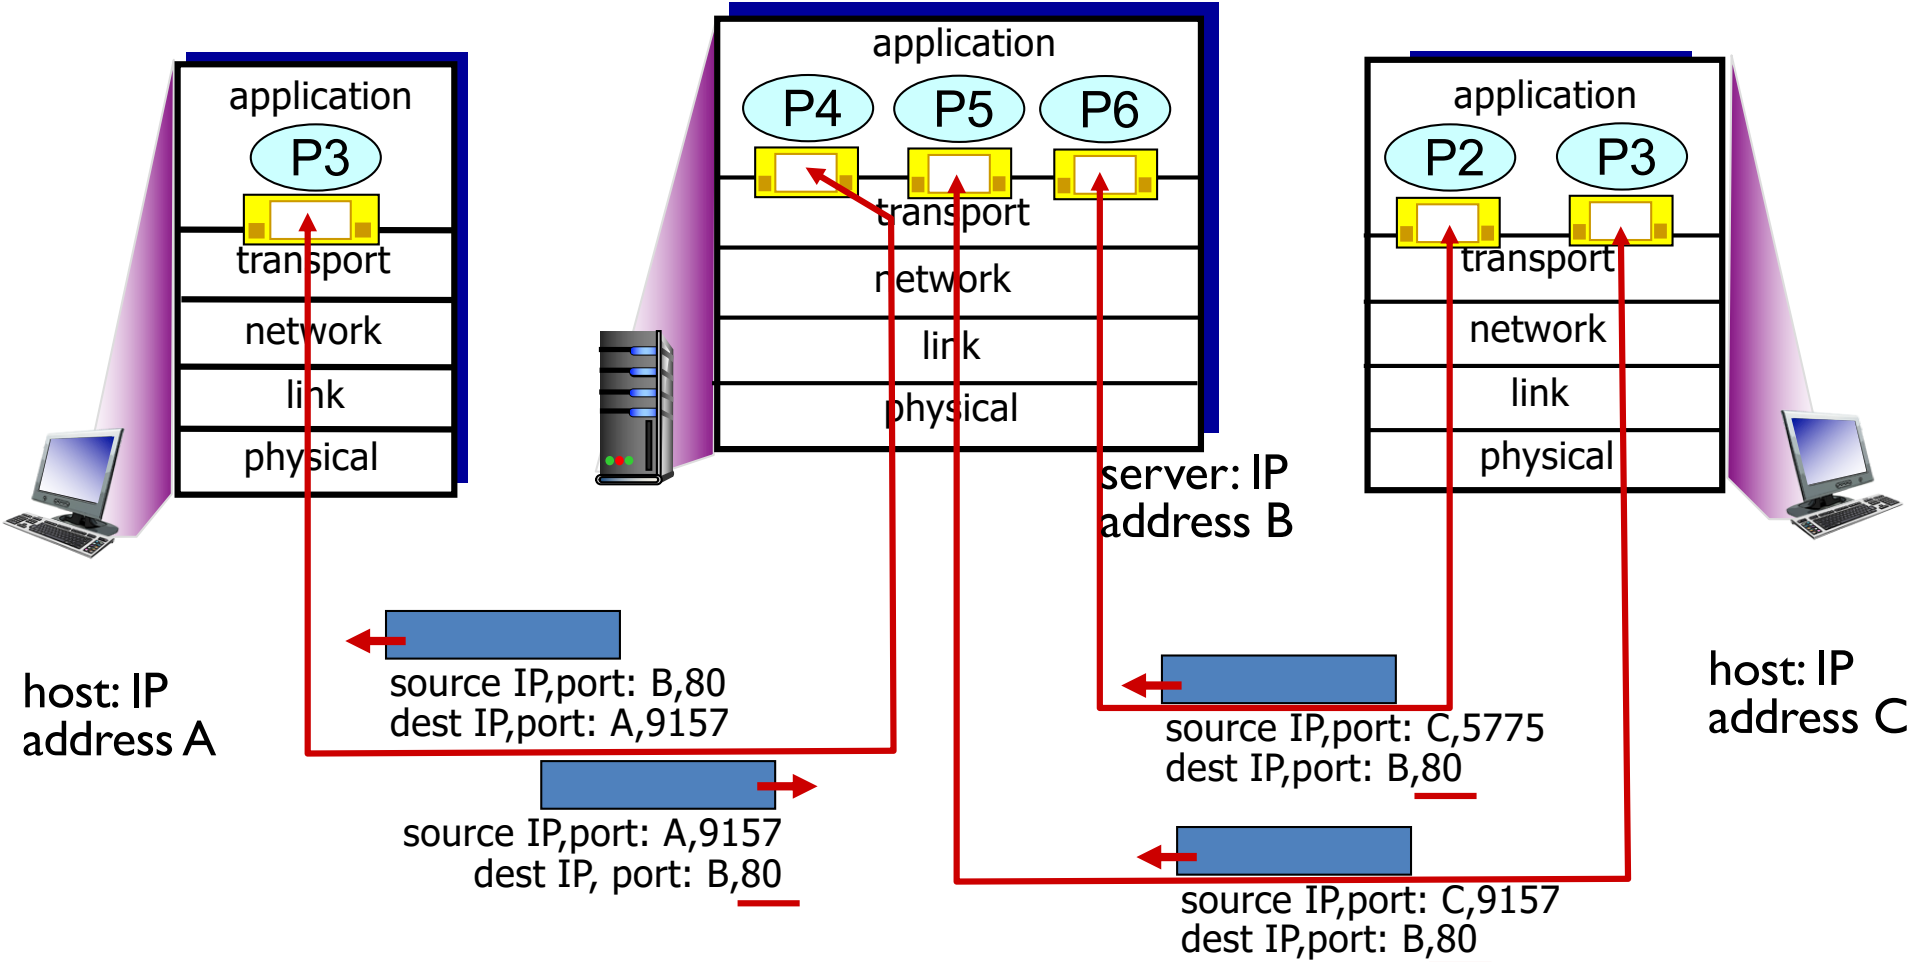 application
P3
transport
network
link
physical
host: IP
address A
application
P4 P5 P6
transport
network
link
physical
server: IP
address B
application
P2 P3
transport
network
link
physical
host: IP
address C
source IP,port: B,80
dest IP,port: A,9157
source IP,port: A,9157
dest IP, port: B,80
source IP,port: C,5775
dest IP,port: B,80
source IP,port: C,9157
dest IP,port: B,80